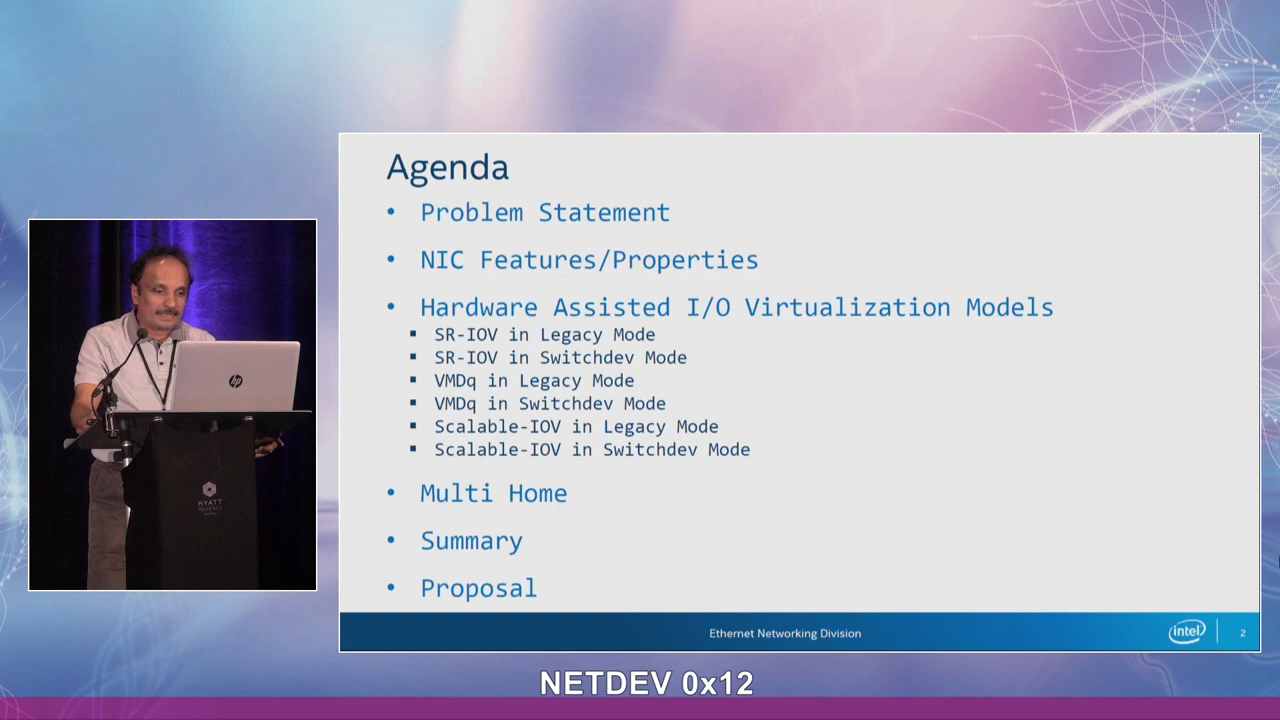 Agenda
• Problem Statement
• NIC Features/Properties
• Hardware Assisted I/O Virtualization Models
▪ SR-IOV in Legacy Mode
▪ SR-IOV in Switchdev Mode
▪ VMDq in Legacy Mode
▪ VMDq in Switchdev Mode
▪ Scalable-IOV in Legacy Mode
▪ Scalable-IOV in Switchdev Mode
• Multi Home
• Summary
• Proposal
hp
HYATT
REGENCY
Ethernet Networking Division
intel
2
NETDEV 0x12